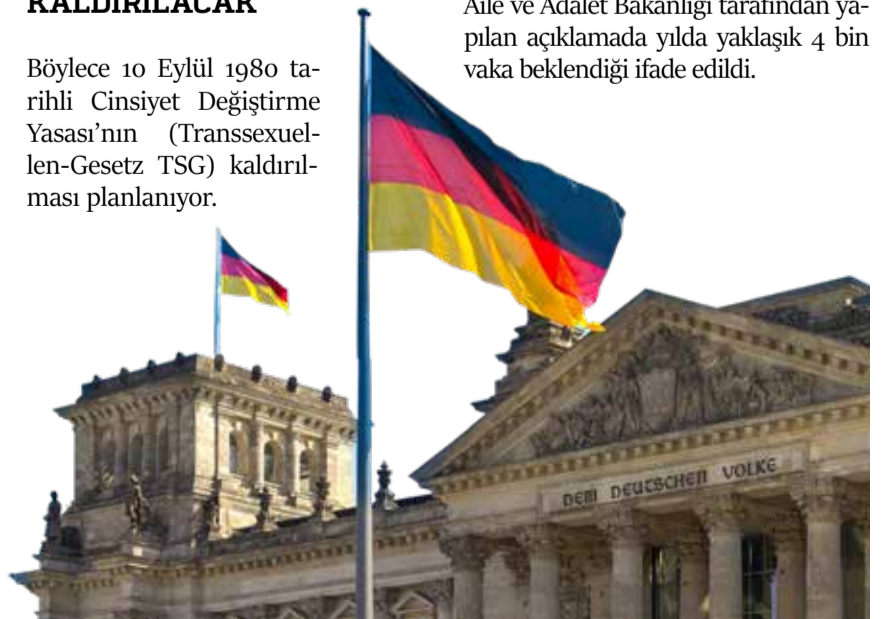 KALDIRILACAK
Böylece 10 Eylül 1980 ta-
rihli Cinsiyet Değiştirme
Yasası’nın (Transsexuel-
len-Gesetz TSG) kaldırıl-
ması planlanıyor.
Aile ve Adalet Bakanlığı tarafından ya-
pılan açıklamada yılda yaklaşık 4 bin
vaka beklendiği ifade edildi.
DEM DEUTSCHEN VOLKE